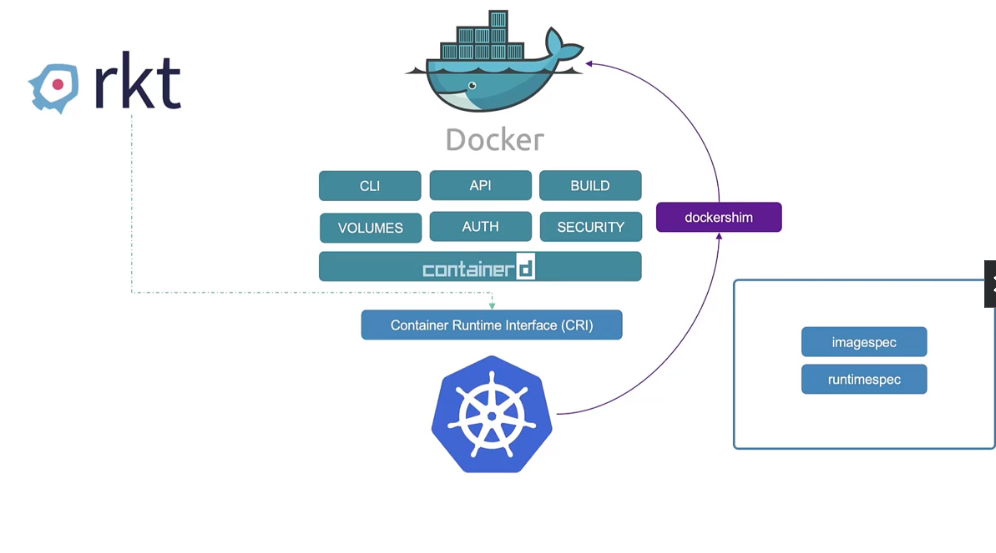 rkt
Docker
CLI
API
BUILD
VOLUMES
AUTH
SECURITY
containerd
dockershim
Container Runtime Interface (CRI)
imagespec
runtimespec